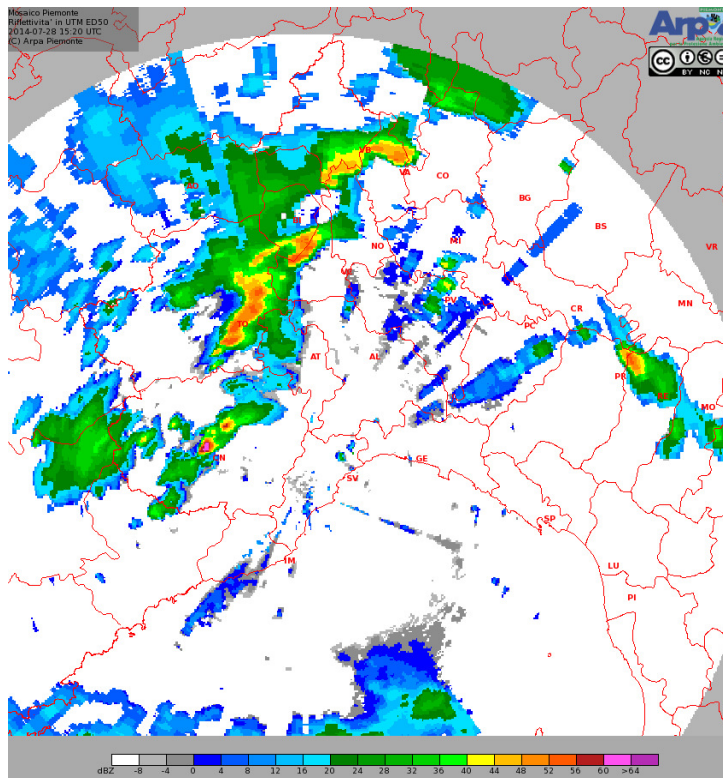 Mosaico Piemonte
Riflettivita' in UTM ED50
2014-07-28 15:20 UTC
(C) Arpa Piemonte
Arpa
BY NC N
VB
VA
CO
AO
BG
BI
BS
NO
MI
VR
VC
PV
MN
CR
TO
PC
AT
AL
PR
RE
MO
N
GE
SV
SP
IM
LU
PI
dBZ -8 -4 0 4 8 12 16 20 24 28 32 36 40 44 48 52 56 60 >64